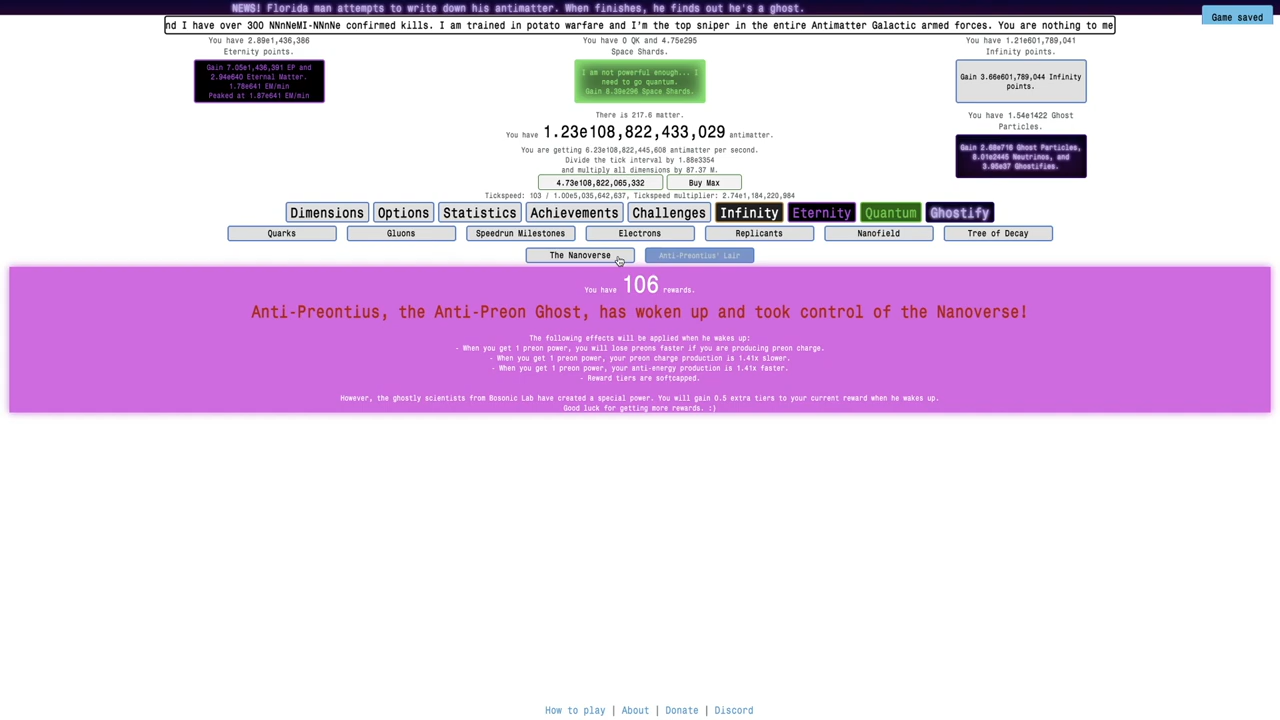 NEWS! Florida man attempts to write down his antimatter. When finishes, he finds out he's a ghost.
Game saved
nd I have over 300 NNnNeMI-NNnNe confirmed kills. I am trained in potato warfare and I'm the top sniper in the entire Antimatter Galactic armed forces. You are nothing to me
You have 2.89e1,436,386
Eternity points.
You have 0 QK and 4.75e295
Space Shards.
You have 1.21e601,789,041
Infinity points.
Gain 7.05e1,436,391 EP and
2.94e640 Eternal Matter.
1.78e641 EM/min
Peaked at 1.87e641 EM/min
I am not powerful enough... I
need to go quantum.
Gain 8.39e296 Space Shards.
Gain 3.66e601,789,044 Infinity
points.
There is 217.6 matter.
You have 1.54e1422 Ghost
Particles.
You have 1.23e108,822,433,029 antimatter.
You are getting 6.23e108,822,445,608 antimatter per second.
Divide the tick interval by 1.88e3354
and multiply all dimensions by 87.37 M.
Gain 2.68e716 Ghost Particles,
8.01e2445 Neutrinos, and
3.95e37 Ghostifies.
4.73e108,822,065,332
Buy Max
Tickspeed: 103 / 1.00e5,035,642,637, Tickspeed multiplier: 2.74e1,184,220,984
Dimensions Options Statistics Achievements Challenges Infinity Eternity Quantum Ghostify
Quarks Gluons Speedrun Milestones Electrons Replicants Nanofield Tree of Decay
The Nanoverse Anti-Preontius' Lair
You have 106 rewards.
Anti-Preontius, the Anti-Preon Ghost, has woken up and took control of the Nanoverse!
The following effects will be applied when he wakes up:
- When you get 1 preon power, you will lose preons faster if you are producing preon charge.
- When you get 1 preon power, your preon charge production is 1.41x slower.
- When you get 1 preon power, your anti-energy production is 1.41x faster.
- Reward tiers are softcapped.
However, the ghostly scientists from Bosonic Lab have created a special power. You will gain 0.5 extra tiers to your current reward when he wakes up.
Good luck for getting more rewards. :)
How to play | About | Donate | Discord